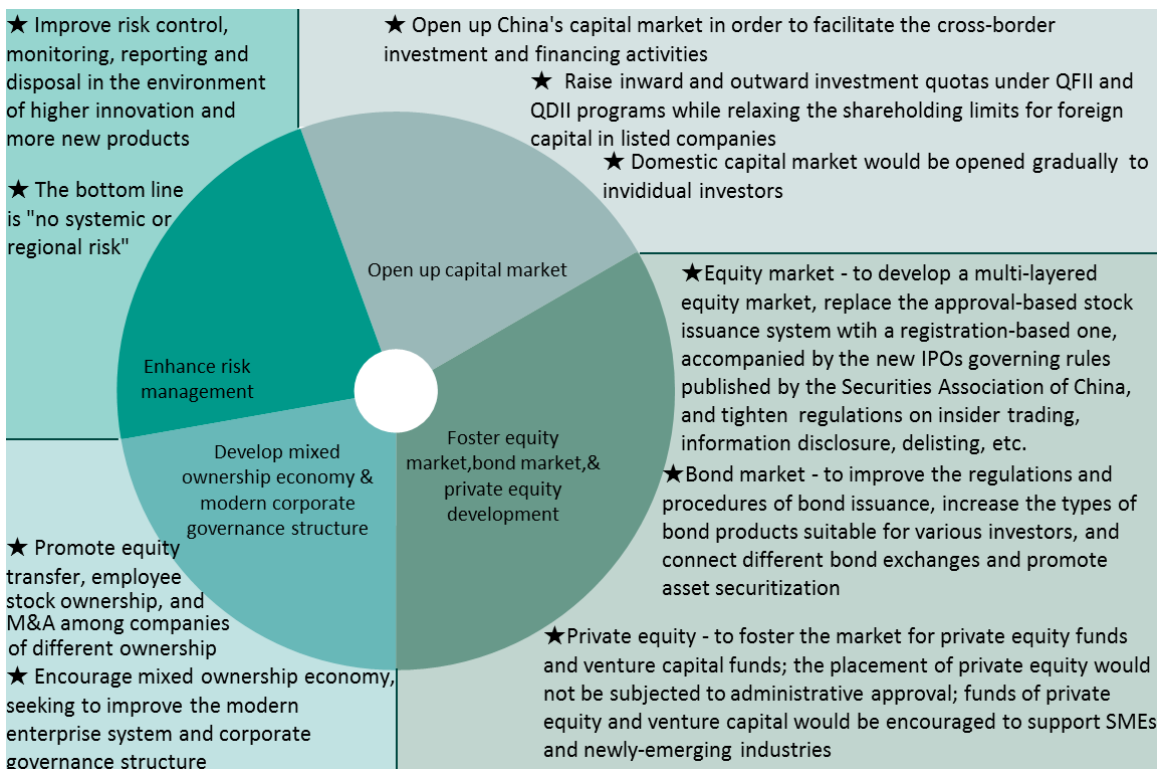 ★ Improve risk control,
monitoring, reporting and
disposal in the environment
of higher innovation and
more new products
★ The bottom line
is "no systemic or
regional risk"
★ Open up China's capital market in order to facilitate the cross-border
investment and financing activities
★ Raise inward and outward investment quotas under QFII and
QDII programs while relaxing the shareholding limits for foreign
capital in listed companies
★ Domestic capital market would be opened gradually to
invididual investors
Open up capital market
Enhance risk
management
Develop mixed
ownership economy &
modern corporate
governance structure
Foster equity
market,bond market,&
private equity
development
★Equity market - to develop a multi-layered
equity market, replace the approval-based stock
issuance system wtih a registration-based one,
accompanied by the new IPOs governing rules
published by the Securities Association of China,
and tighten regulations on insider trading,
information disclosure, delisting, etc.
★Bond market - to improve the regulations and
procedures of bond issuance, increase the types of
bond products suitable for various investors, and
connect different bond exchanges and promote
asset securitization
★Private equity - to foster the market for private equity funds
and venture capital funds; the placement of private equity would
not be subjected to administrative approval; funds of private
equity and venture capital would be encouraged to support SMEs
and newly-emerging industries
★ Promote equity
transfer, employee
stock ownership, and
M&A among companies
of different ownership
★ Encourage mixed ownership economy,
seeking to improve the modern
enterprise system and corporate
governance structure